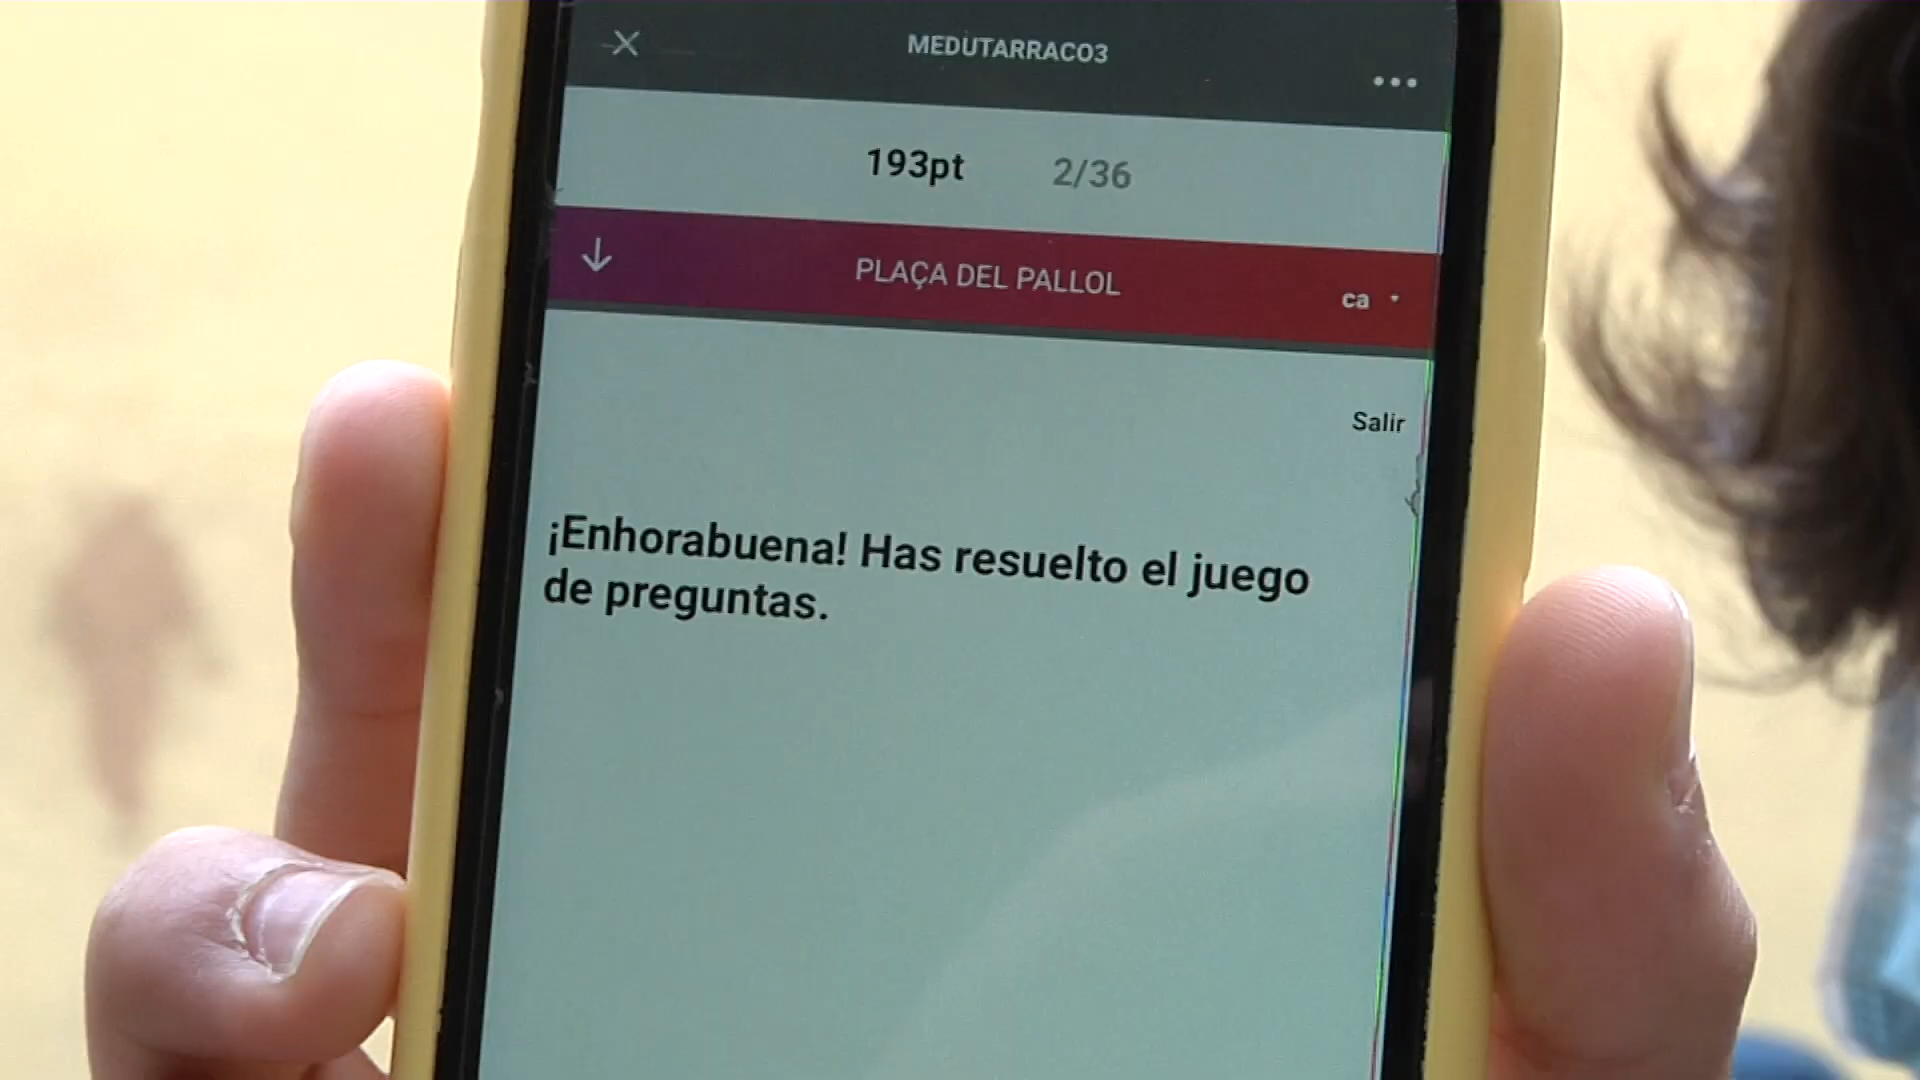 MEDUTARRACO3
193pt 2/36
PLAÇA DEL PALLOL
ca
Salir
¡Enhorabuena! Has resuelto el juego
de preguntas.